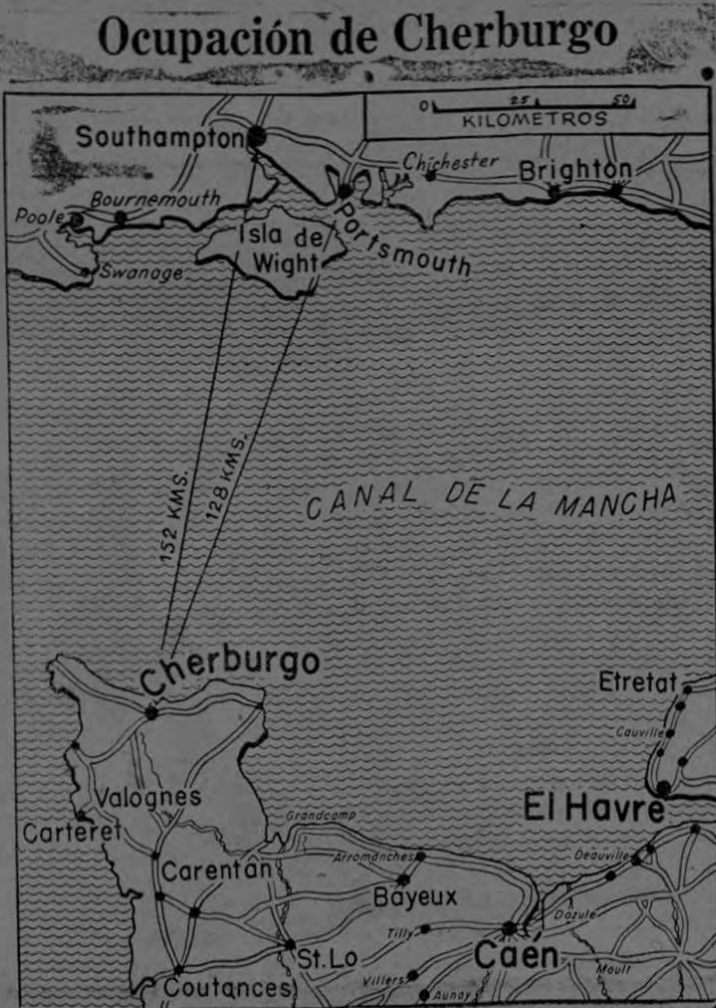 Ocupación de Cherburgo
0 25 50
KILOMETROS
Southampton
Chichester
Brighton
Bournemouth
Poole
Portsmouth
Isla de
Wight
Swanage
152 KMS.
128 KMS.
CANAL DE LA MANCHA
Cherburgo
Etretat
Cauville
Valognes
El Havre
Carteret
Grandcamp
Carentan
Arromanches
Deauville
Bayeux
Dozule
Tilly
Caén
St. Lo
Villers
Moult
Coutances
Aunay